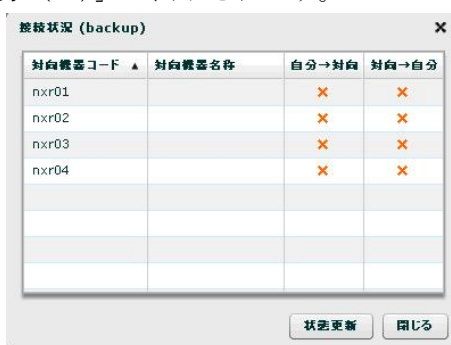 接続状況 (backup)
対向機器コード ▲ 対向機器名称 自分→対向 対向→自分
nxr01 × ×
nxr02 × ×
nxr03 × ×
nxr04 × ×
状態更新 閉じる